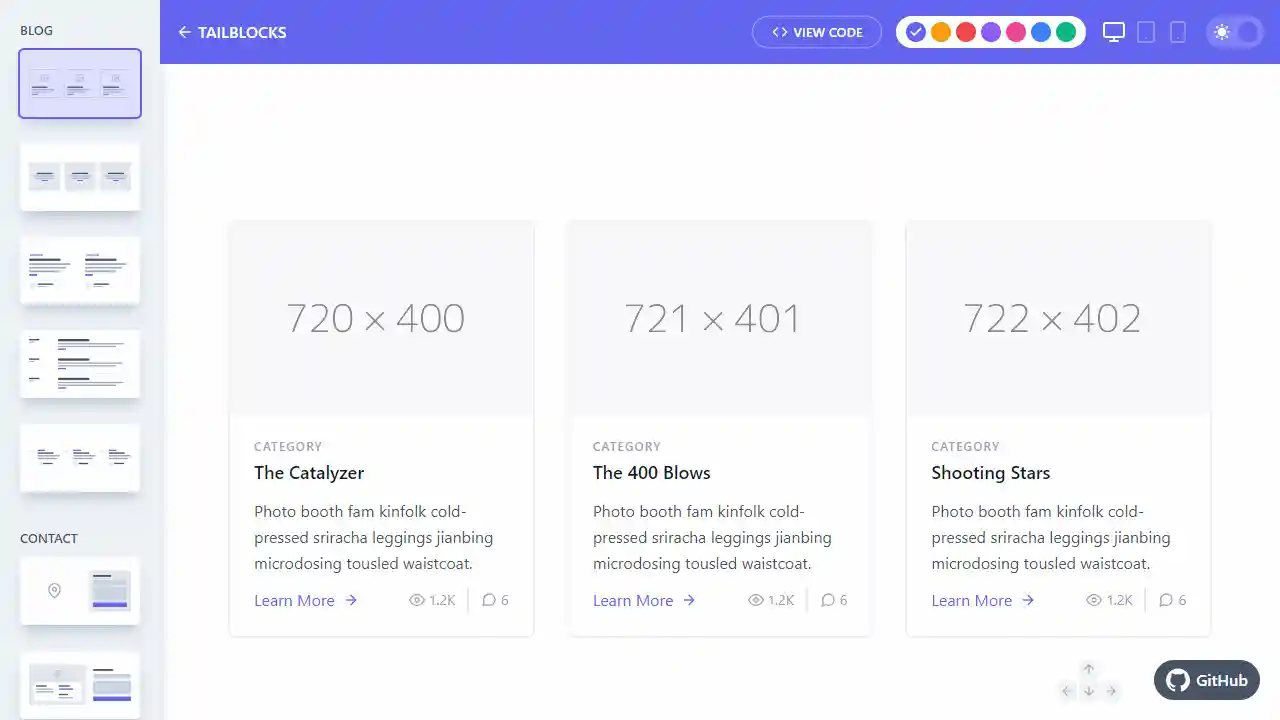 BLOG
TAILBLOCKS
VIEW CODE
720 × 400
CATEGORY
The Catalyzer
Photo booth fam kinfolk cold-
pressed sriracha leggings jianbing
microdosing tousled waistcoat.
Learn More
1.2K
6
721 × 401
CATEGORY
The 400 Blows
Photo booth fam kinfolk cold-
pressed sriracha leggings jianbing
microdosing tousled waistcoat.
Learn More
1.2K
6
722 × 402
CATEGORY
Shooting Stars
Photo booth fam kinfolk cold-
pressed sriracha leggings jianbing
microdosing tousled waistcoat.
Learn More
1.2K
6
CONTACT
GitHub